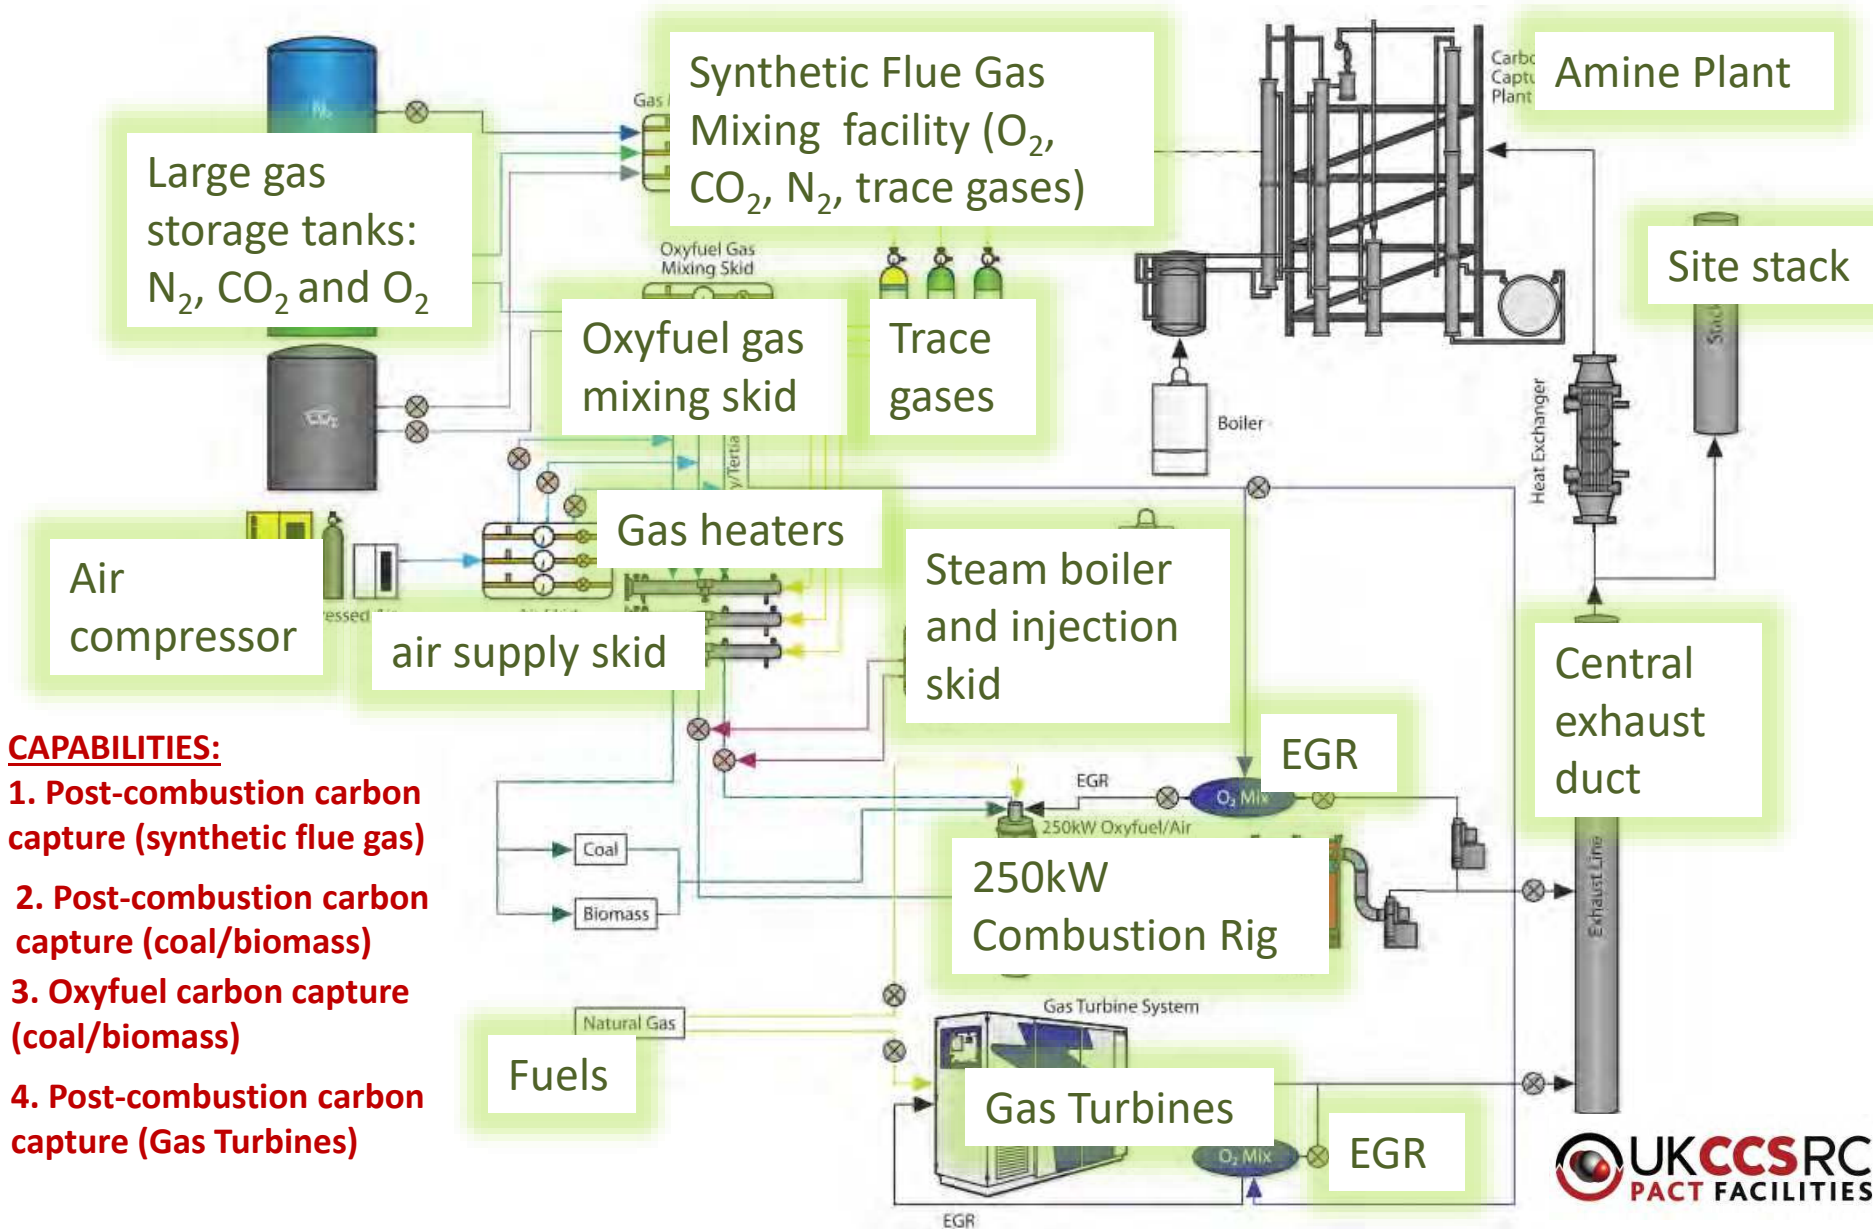 N₂
Large gas
storage tanks:
N₂, CO₂ and O₂
CO₂
Synthetic Flue Gas
Mixing facility (O₂,
CO₂, N₂, trace gases)
Plant
Amine Plant
Oxyfuel Gas
Mixing Skid
Oxyfuel gas
mixing skid
Trace
gases
Boiler
Heat Exchanger
Site stack
Gas heaters
Air
compressor
air supply skid
Steam boiler
and injection
skid
Central
exhaust
duct
Exhaust Line
CAPABILITIES:
1. Post-combustion carbon
capture (synthetic flue gas)
2. Post-combustion carbon
capture (coal/biomass)
3. Oxyfuel carbon capture
(coal/biomass)
4. Post-combustion carbon
capture (Gas Turbines)
EGR
EGR
O₂ Mix
250kW Oxyfuel/Air
Coal
Biomass
250kW
Combustion Rig
Natural Gas
Fuels
Gas Turbine System
Gas Turbines
O₂ Mix
EGR
EGR
UKCCSRC
PACT FACILITIES